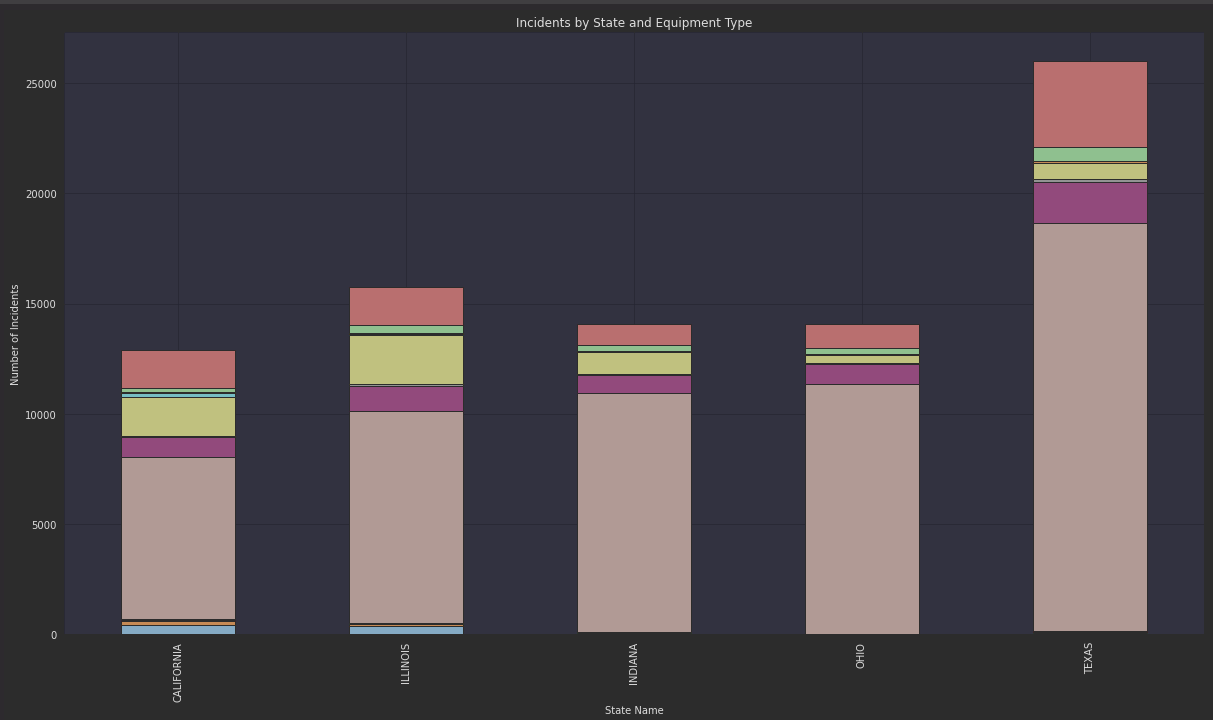 Incidents by State and Equipment Type
Number of Incidents
25000
20000
15000
10000
5000
0
CALIFORNIA
ILLINOIS
INDIANA
OHIO
TEXAS
State Name